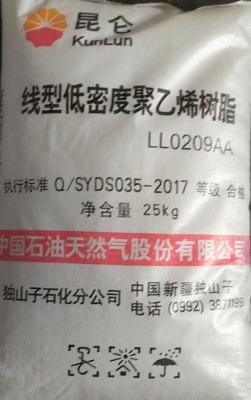 昆仑
KunLun
线型低密度聚乙烯树脂
LL0209AA
执行标准 Q/SYDS035-2017 等级 合格
净含量 25kg
中国石油天然气股份有限公司
独山子石化分公司 中国新疆独山子
电话 (0992) 3871199